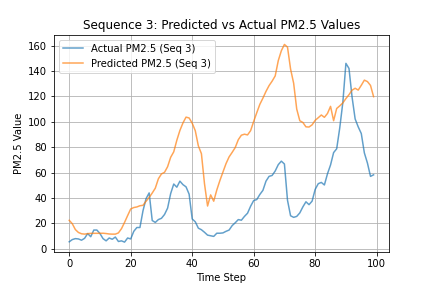 Sequence 3: Predicted vs Actual PM2.5 Values
Actual PM2.5 (Seq 3)
Predicted PM2.5 (Seq 3)
PM2.5 Value
160
140
120
100
80
60
40
20
0
0 20 40 60 80 100
Time Step